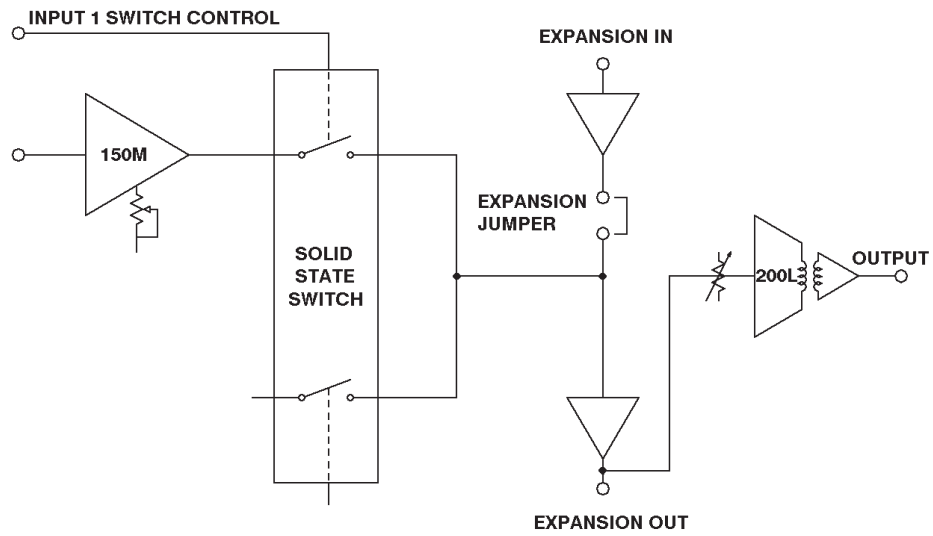 INPUT 1 SWITCH CONTROL
EXPANSION IN
150M
EXPANSION
JUMPER
SOLID
STATE
SWITCH
200L
OUTPUT
EXPANSION OUT